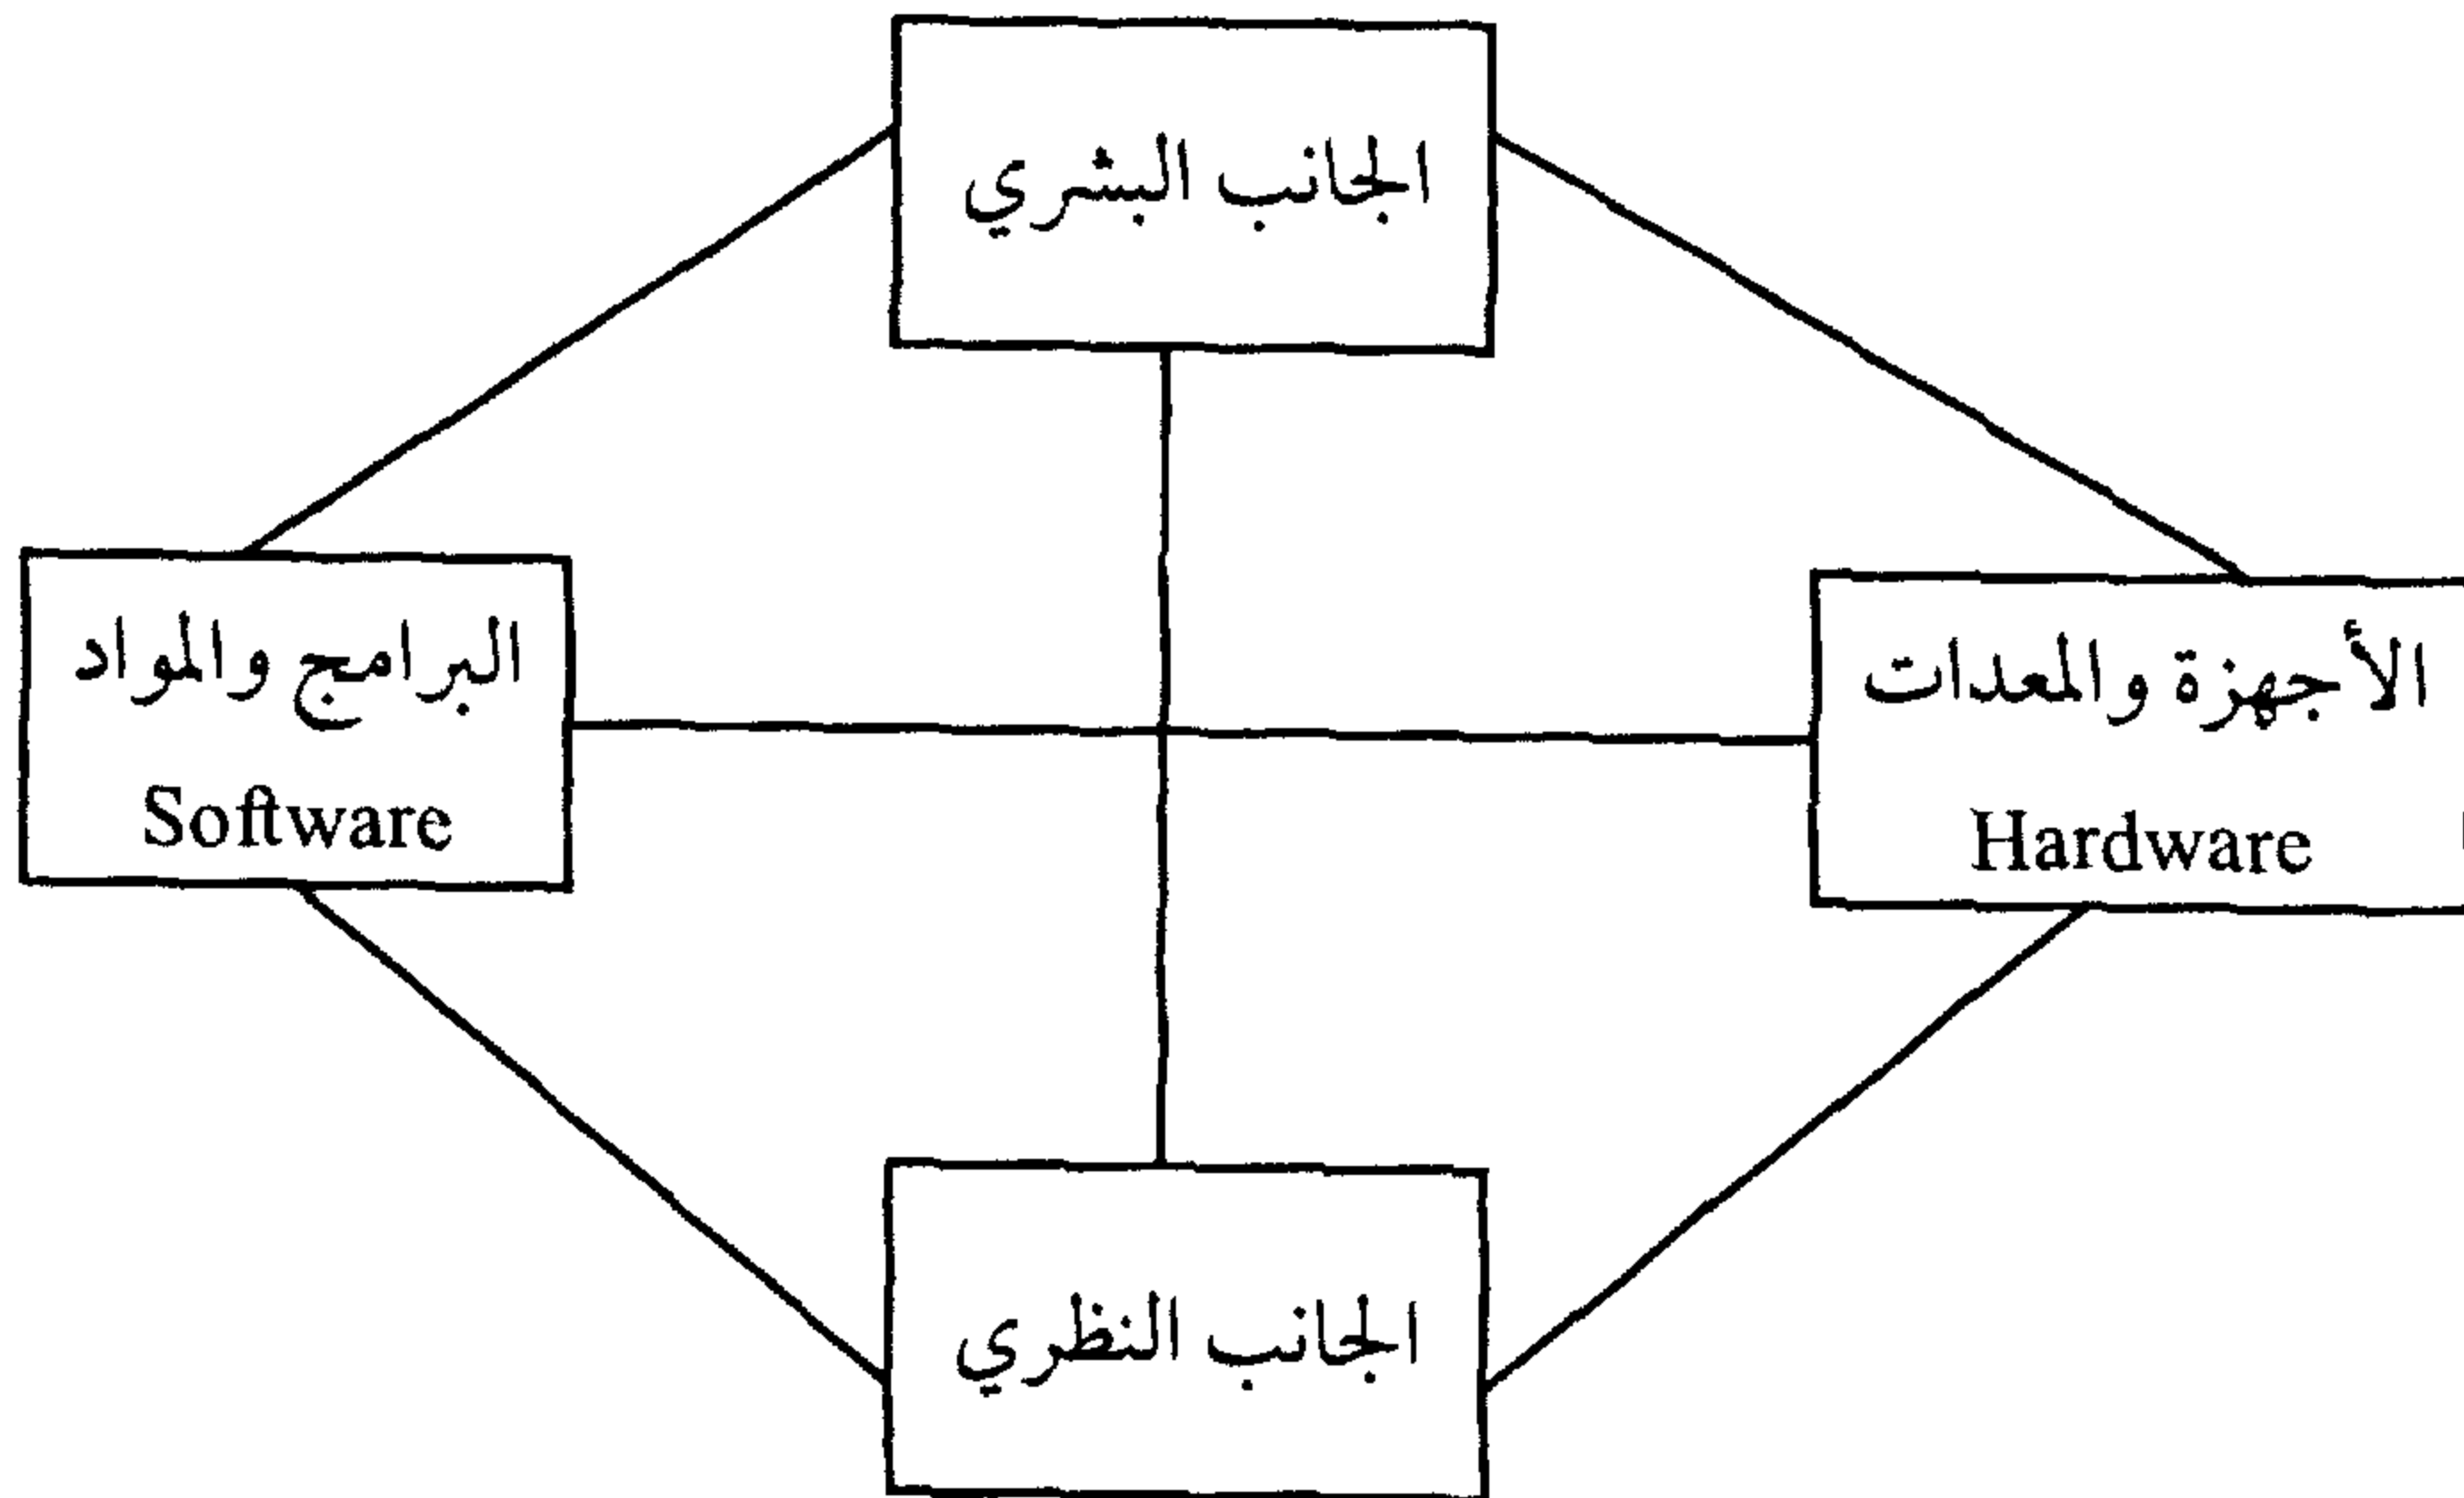 الجانب البشري
الأجهزة والمعدات
Hardware
البرامج والمواد
Software
الجانب النظري